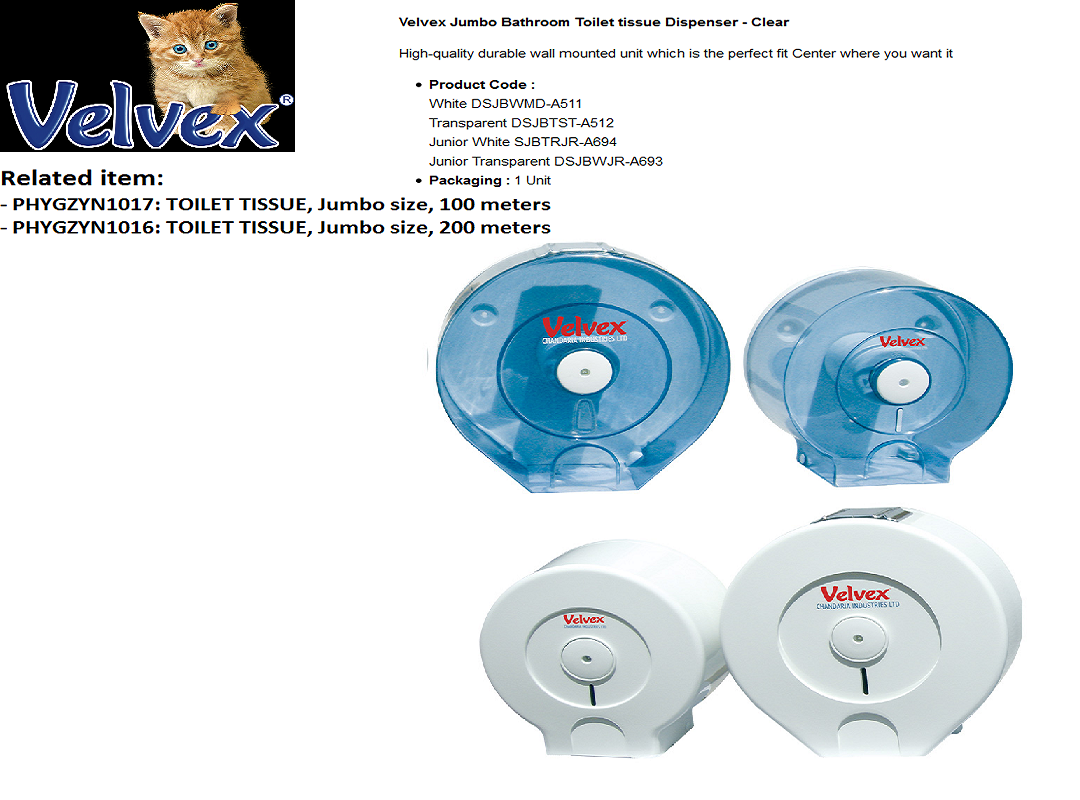 Velvex®
Velvex Jumbo Bathroom Toilet tissue Dispenser - Clear
High-quality durable wall mounted unit which is the perfect fit Center where you want it
• Product Code :
White DSJBWMD-A511
Transparent DSJBTST-A512
Junior White SJBTRJR-A694
Junior Transparent DSJBWJR-A693
• Packaging : 1 Unit
Related item:
- PHYGZYN1017: TOILET TISSUE, Jumbo size, 100 meters
- PHYGZYN1016: TOILET TISSUE, Jumbo size, 200 meters
Velvex
CHANDARIA INDUSTRIES LTD
Velvex
Velvex
CHANDARIA INDUSTRIES LTD
Velvex
CHANDARIA INDUSTRIES LTD